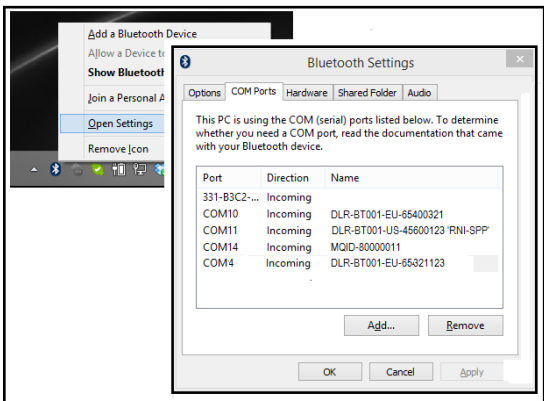 Add a Bluetooth Device
Allow a Device to
Show Bluetooth
Join a Personal A
Open Settings
Remove Icon
Bluetooth Settings
Options COM Ports Hardware Shared Folder Audio
This PC is using the COM (serial) ports listed below. To determine
whether you need a COM port, read the documentation that came
with your Bluetooth device.
Port Direction Name
331-B3C2-... Incoming
COM10 Incoming DLR-BT001-EU-65400321
COM11 Incoming DLR-BT001-US-45600123 'RNI-SPP'
COM14 Incoming MQID-80000011
COM4 Incoming DLR-BT001-EU-65321123
Add... Remove
OK Cancel Apply